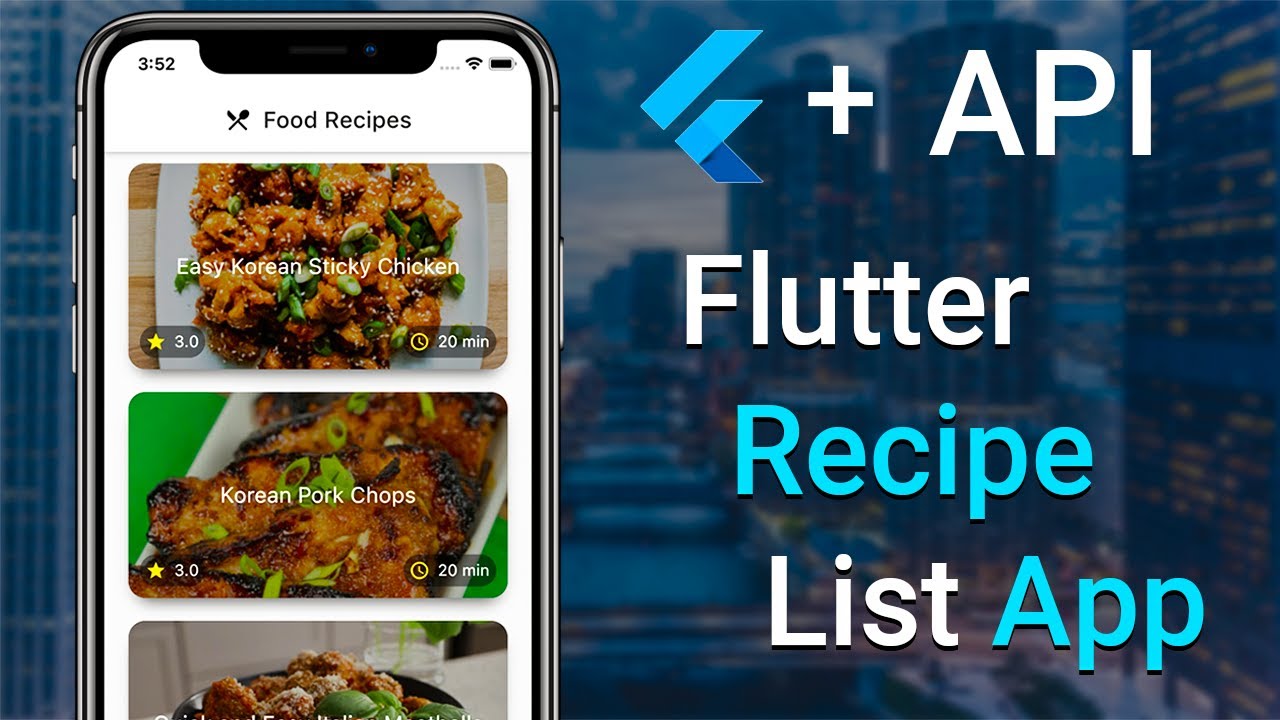 3:52
Food Recipes
Easy Korean Sticky Chicken
3.0
20 min
Korean Pork Chops
3.0
20 min
+ API
Flutter
Recipe
List App